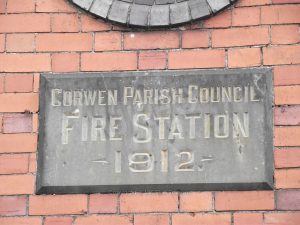 Corwen Parish Council
Fire Station
- 1912 -